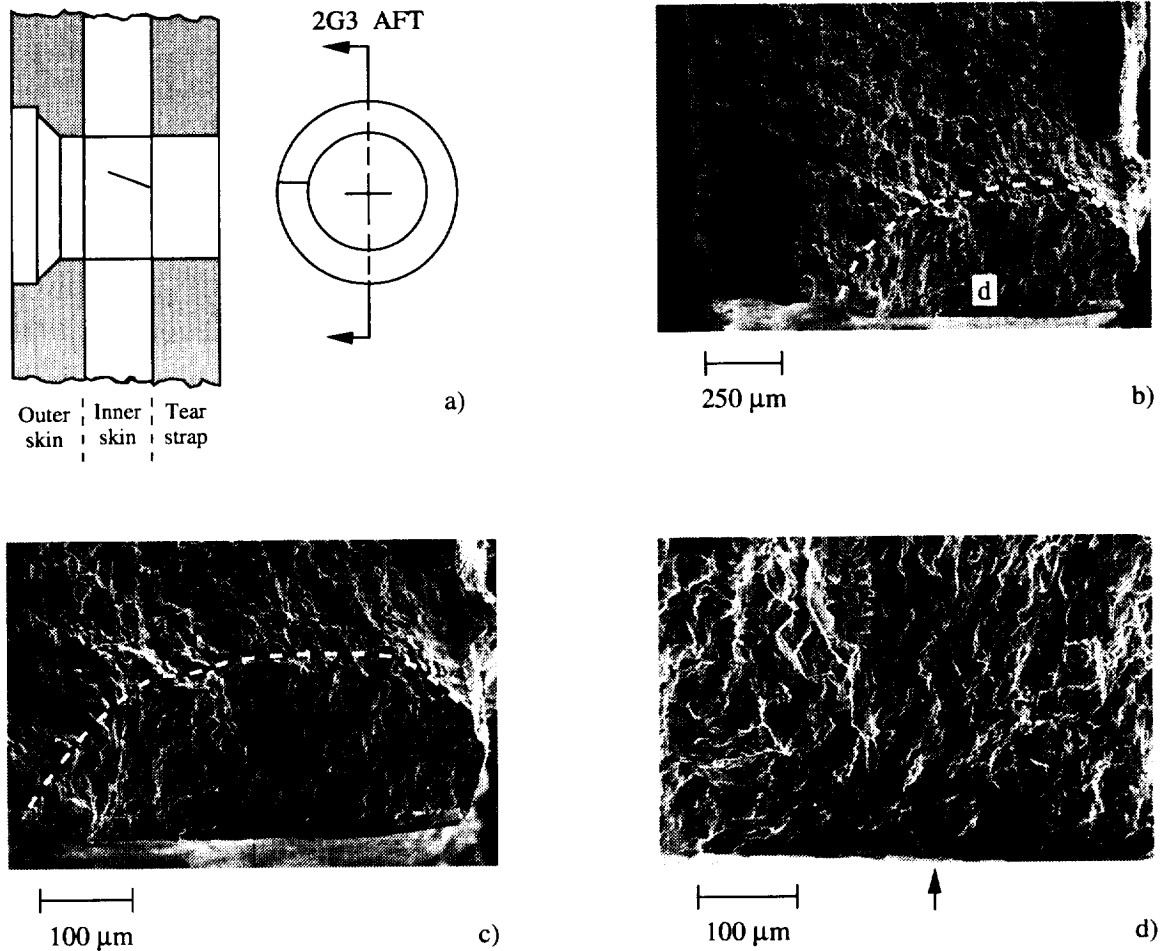 2G3 AFT
Outer skin
Inner skin
Tear strap
a)
d
250 µm
b)
100 µm
c)
100 µm
d)